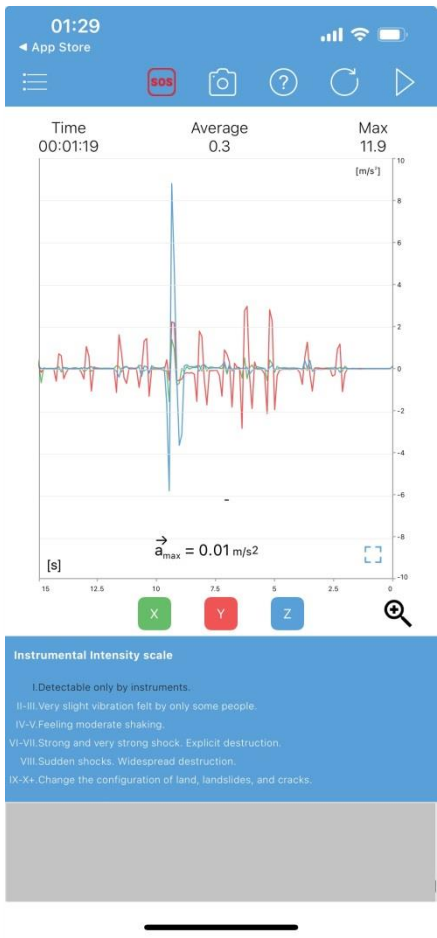 01:29
◀ App Store
SOS
?
Time Average Max
00:01:19 0.3 11.9
[m/s²]
10
8
6
4
2
0
-2
-4
-6
-8
-10
-
a→max = 0.01 m/s2
[s]
15 12.5 10 7.5 5 2.5 0
X Y Z
Instrumental Intensity scale
I.Detectable only by instruments.
II-III.Very slight vibration felt by only some people.
IV-V.Feeling moderate shaking.
VI-VII.Strong and very strong shock. Explicit destruction.
VIII.Sudden shocks. Widespread destruction.
IX-X+.Change the configuration of land, landslides, and cracks.